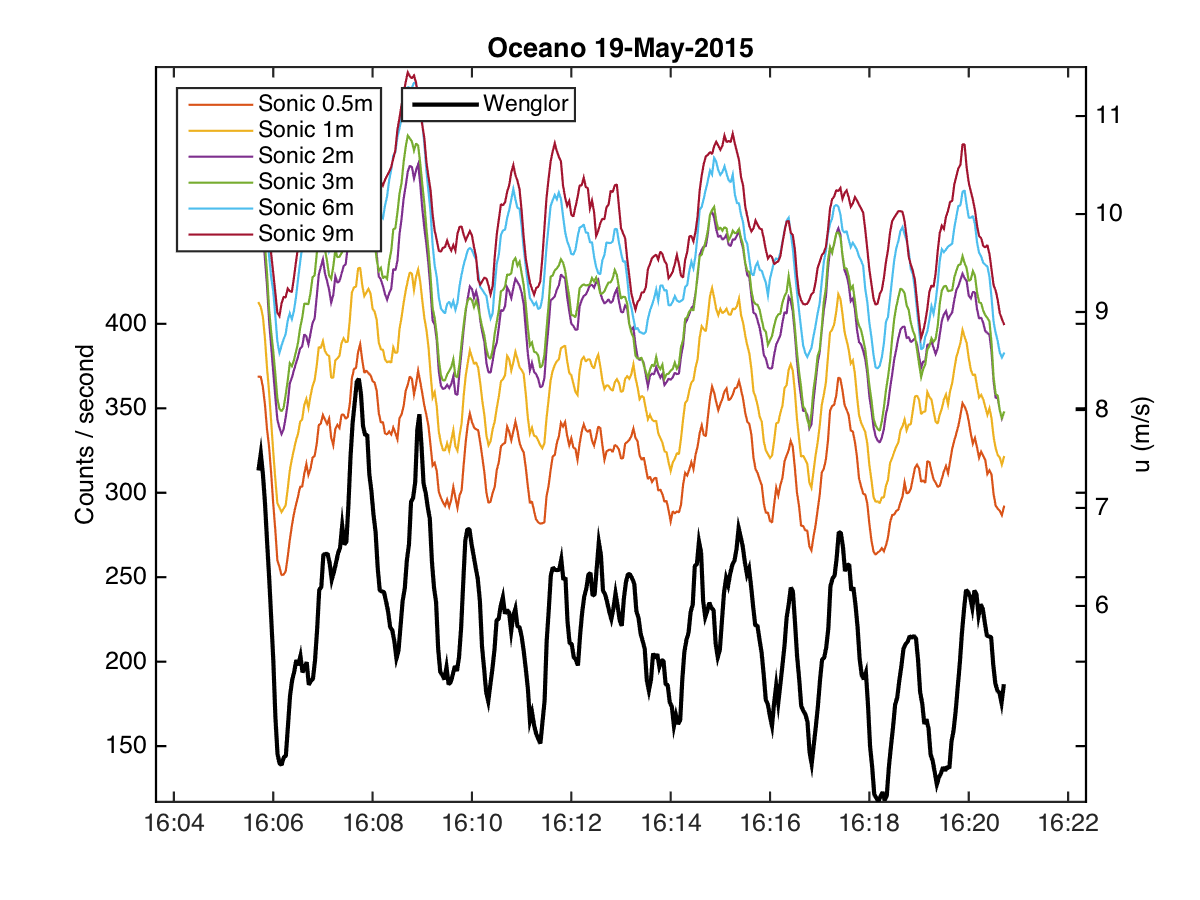 Oceano 19-May-2015
Sonic 0.5m
Sonic 1m
Sonic 2m
Sonic 3m
Sonic 6m
Sonic 9m
Wenglor
Counts / second
400
350
300
250
200
150
11
10
9
8
7
6
u (m/s)
16:04 16:06 16:08 16:10 16:12 16:14 16:16 16:18 16:20 16:22